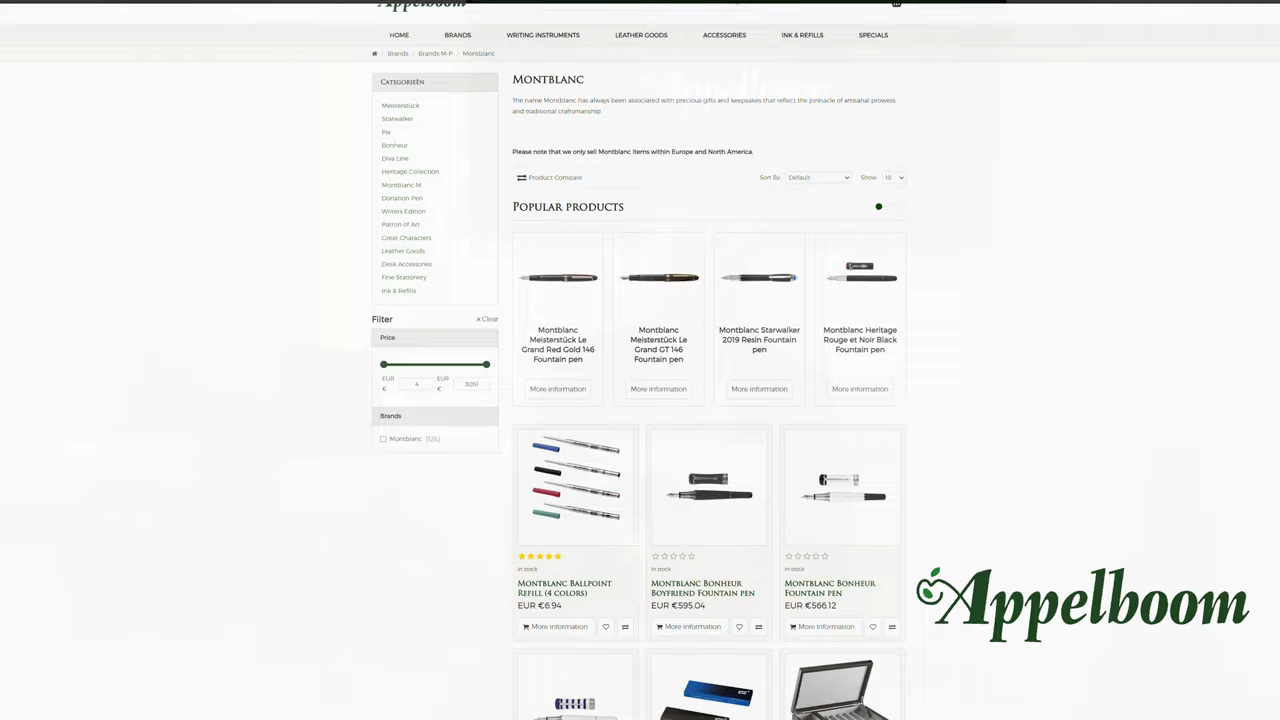 Appelboom
HOME BRANDS WRITING INSTRUMENTS LEATHER GOODS ACCESSORIES INK & REFILLS SPECIALS
/ Brands / Brands M-P / Montblanc
Categorieën
Meisterstück
Starwalker
Pix
Bonheur
Diva Line
Heritage Collection
Montblanc M
Donation Pen
Writers Edition
Patron of Art
Great Characters
Leather Goods
Desk Accessories
Fine Stationery
Ink & Refills
Filter
×Clear
Price
EUR € 4 EUR € 3051
Brands
Montblanc (126)
Montblanc
The name Montblanc has always been associated with precious gifts and keepsakes that reflect the pinnacle of artisanal prowess
and traditional craftsmanship
Please note that we only sell Montblanc items within Europe and North America.
Product Compare
Sort By: Default
Show: 18
Popular products
Montblanc
Meisterstück Le
Grand Red Gold 146
Fountain pen
More information
Montblanc
Meisterstück Le
Grand GT 146
Fountain pen
More information
Montblanc Starwalker
2019 Resin Fountain
pen
More information
Montblanc Heritage
Rouge et Noir Black
Fountain pen
More information
In stock
Montblanc Ballpoint
Refill (4 colors)
EUR €6.94
More information
In stock
Montblanc Bonheur
Boyfriend Fountain pen
EUR €595.04
More information
In stock
Montblanc Bonheur
Fountain pen
EUR €566.12
More information
Appelboom